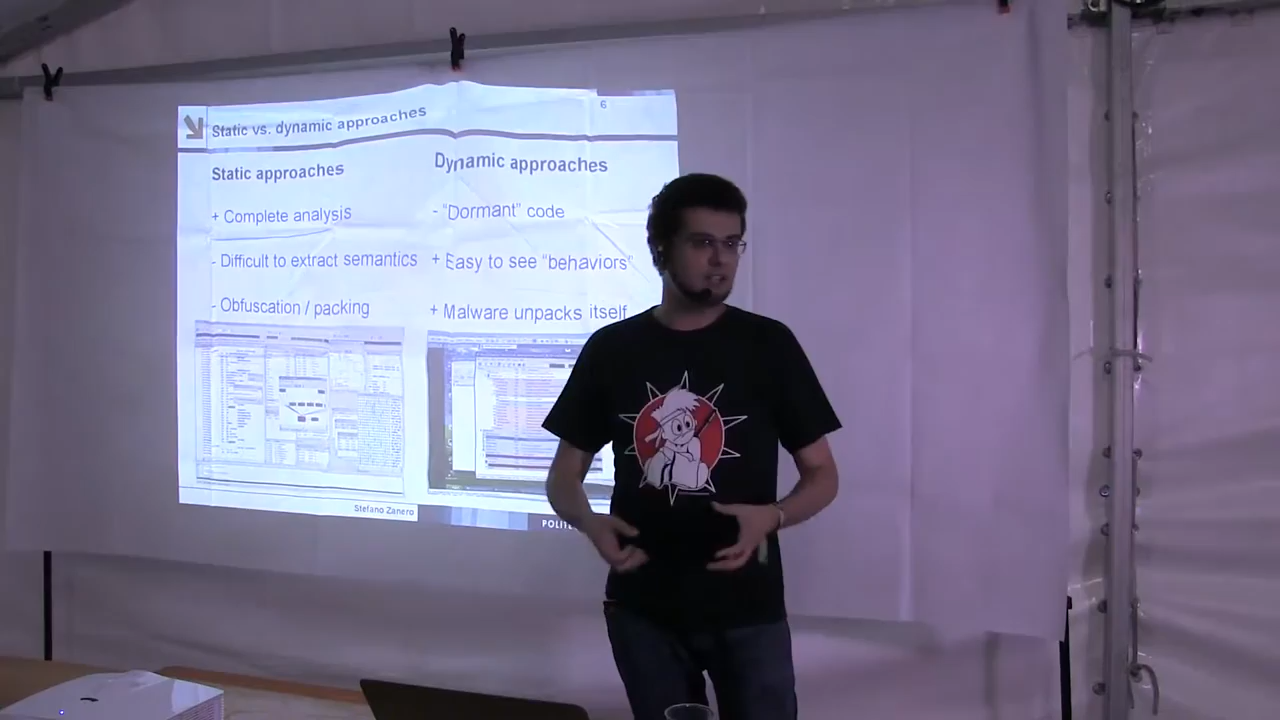 6
Static vs. dynamic approaches
Static approaches
+ Complete analysis
- Difficult to extract semantics
- Obfuscation / packing
Dynamic approaches
- "Dormant" code
+ Easy to see "behaviors"
+ Malware unpacks itself
Stefano Zanero